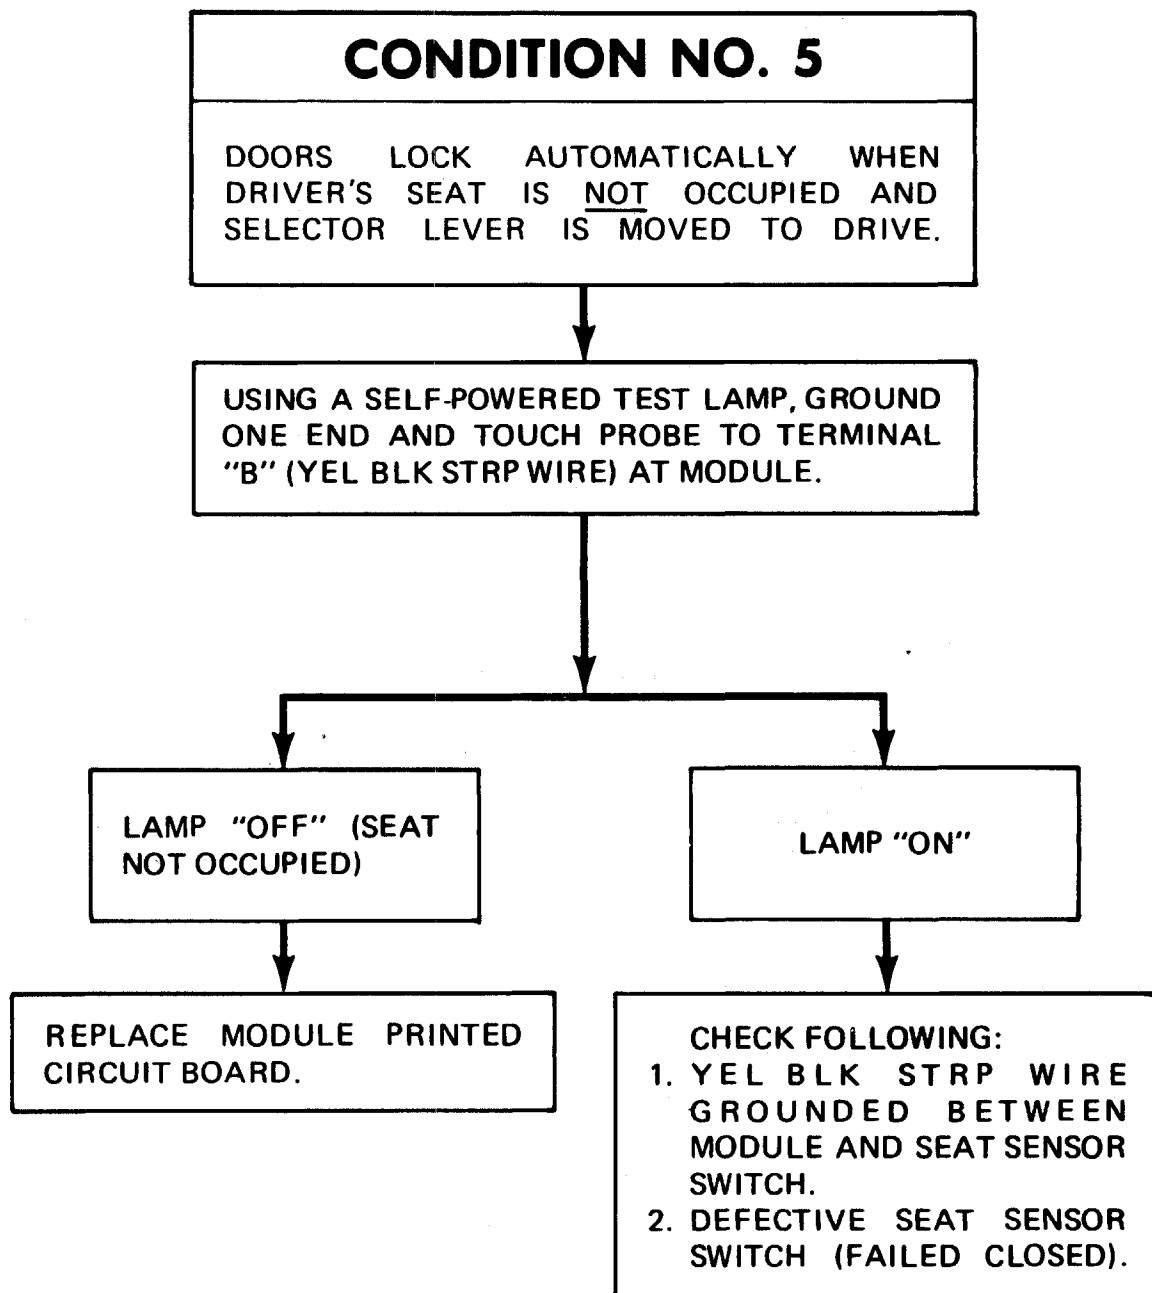 CONDITION NO. 5
DOORS LOCK AUTOMATICALLY WHEN
DRIVER'S SEAT IS NOT OCCUPIED AND
SELECTOR LEVER IS MOVED TO DRIVE.
USING A SELF-POWERED TEST LAMP, GROUND
ONE END AND TOUCH PROBE TO TERMINAL
"B" (YEL BLK STRP WIRE) AT MODULE.
LAMP "OFF" (SEAT
NOT OCCUPIED)
LAMP "ON"
REPLACE MODULE PRINTED
CIRCUIT BOARD.
CHECK FOLLOWING:
1. YEL BLK STRP WIRE
GROUNDED BETWEEN
MODULE AND SEAT SENSOR
SWITCH.
2. DEFECTIVE SEAT SENSOR
SWITCH (FAILED CLOSED).